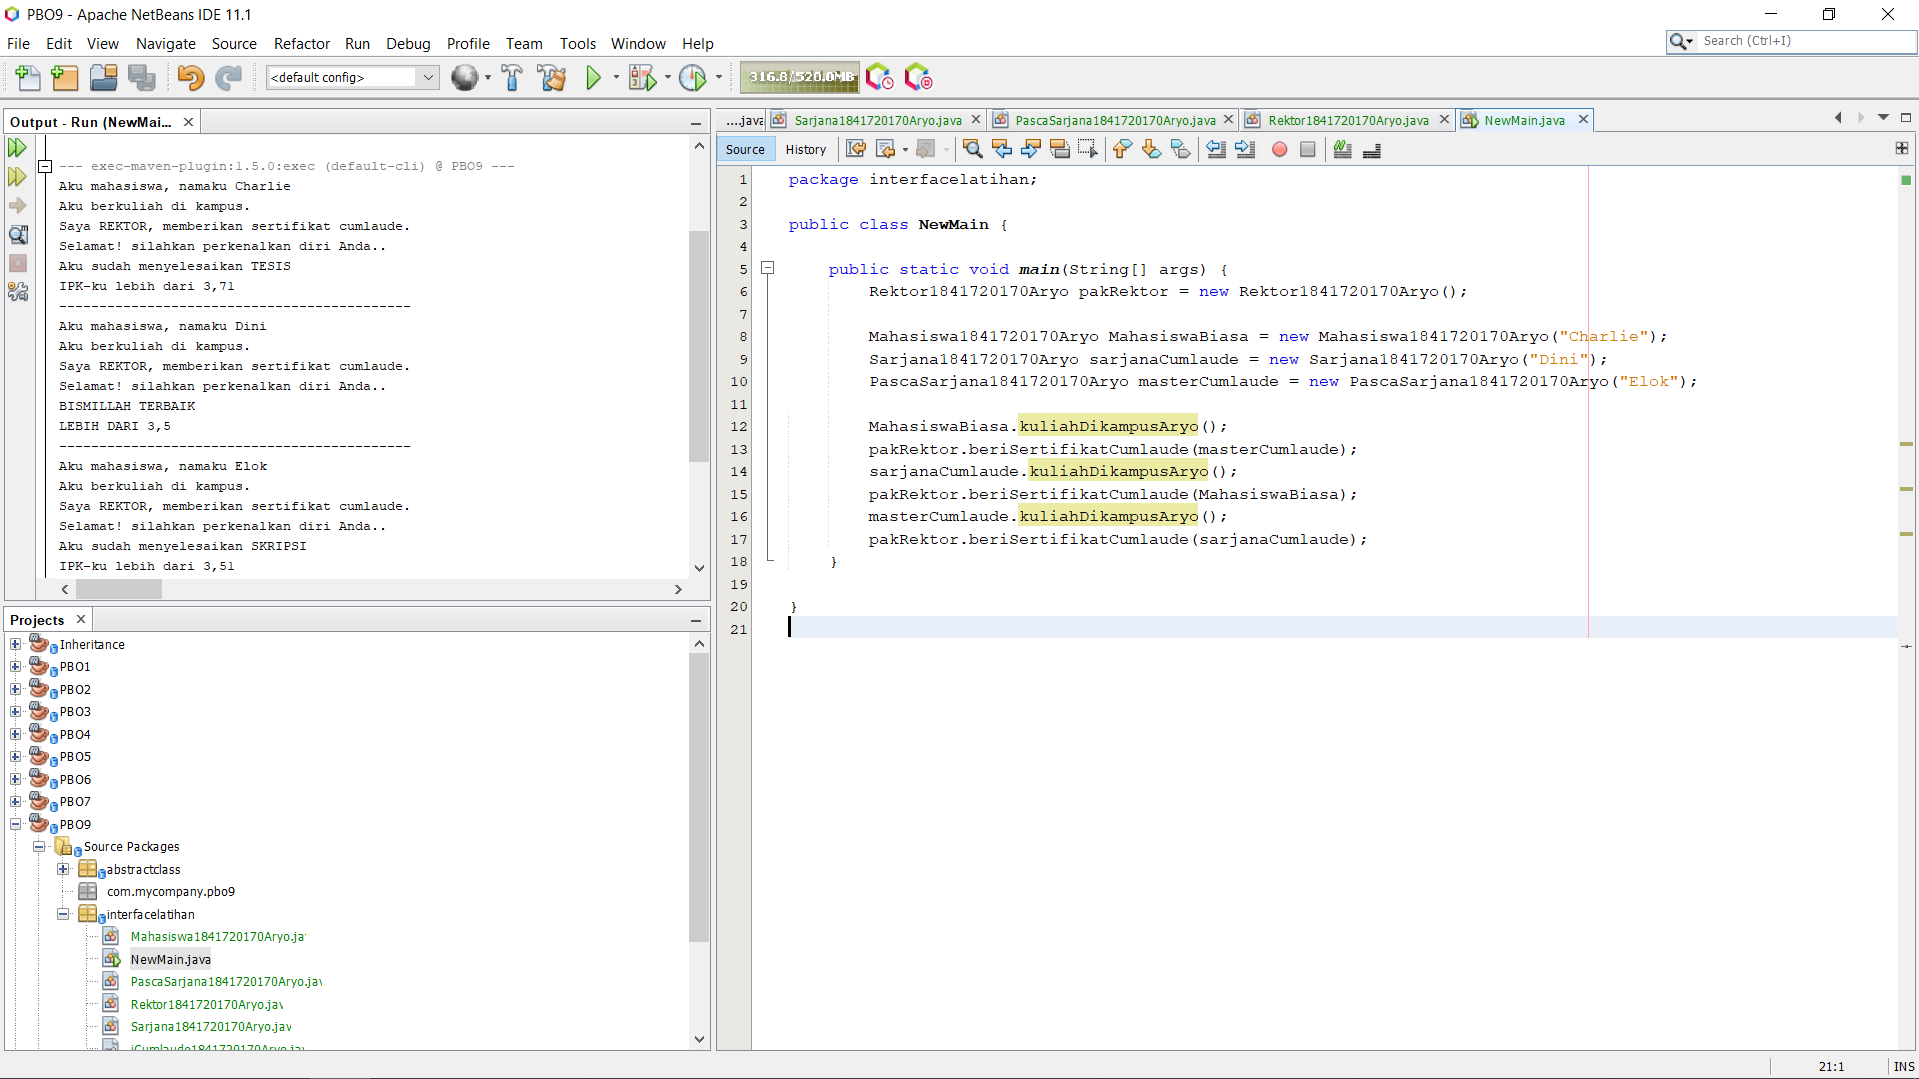 PBO9 - Apache NetBeans IDE 11.1
File Edit View Navigate Source Refactor Run Debug Profile Team Tools Window Help
Search (Ctrl+I)
<default config>
316.8/520.0MB
Output - Run (NewMai...
--- exec-maven-plugin:1.5.0:exec (default-cli) @ PBO9 ---
Aku mahasiswa, namaku Charlie
Aku berkuliah di kampus.
Saya REKTOR, memberikan sertifikat cumlaude.
Selamat! silahkan perkenalkan diri Anda..
Aku sudah menyelesaikan TESIS
IPK-ku lebih dari 3,71
--------------------------------------------
Aku mahasiswa, namaku Dini
Aku berkuliah di kampus.
Saya REKTOR, memberikan sertifikat cumlaude.
Selamat! silahkan perkenalkan diri Anda..
BISMILLAH TERBAIK
LEBIH DARI 3,5
--------------------------------------------
Aku mahasiswa, namaku Elok
Aku berkuliah di kampus.
Saya REKTOR, memberikan sertifikat cumlaude.
Selamat! silahkan perkenalkan diri Anda..
Aku sudah menyelesaikan SKRIPSI
IPK-ku lebih dari 3,51
Projects
Inheritance
PBO1
PBO2
PBO3
PBO4
PBO5
PBO6
PBO7
PBO9
Source Packages
abstractclass
com.mycompany.pbo9
interfacelatihan
Mahasiswa1841720170Aryo.ja
NewMain.java
PascaSarjana1841720170Aryo.jav
Rektor1841720170Aryo.jav
Sarjana1841720170Aryo.jav
iCumlaude1841720170Aryo.jav
....java Sarjana1841720170Aryo.java PascaSarjana1841720170Aryo.java Rektor1841720170Aryo.java NewMain.java
Source History
1 package interfacelatihan;
2
3 public class NewMain {
4
5 public static void main(String[] args) {
6 Rektor1841720170Aryo pakRektor = new Rektor1841720170Aryo();
7
8 Mahasiswa1841720170Aryo MahasiswaBiasa = new Mahasiswa1841720170Aryo("Charlie");
9 Sarjana1841720170Aryo sarjanaCumlaude = new Sarjana1841720170Aryo("Dini");
10 PascaSarjana1841720170Aryo masterCumlaude = new PascaSarjana1841720170Aryo("Elok");
11
12 MahasiswaBiasa.kuliahDikampusAryo();
13 pakRektor.beriSertifikatCumlaude(masterCumlaude);
14 sarjanaCumlaude.kuliahDikampusAryo();
15 pakRektor.beriSertifikatCumlaude(MahasiswaBiasa);
16 masterCumlaude.kuliahDikampusAryo();
17 pakRektor.beriSertifikatCumlaude(sarjanaCumlaude);
18 }
19
20 }
21
21:1 INS